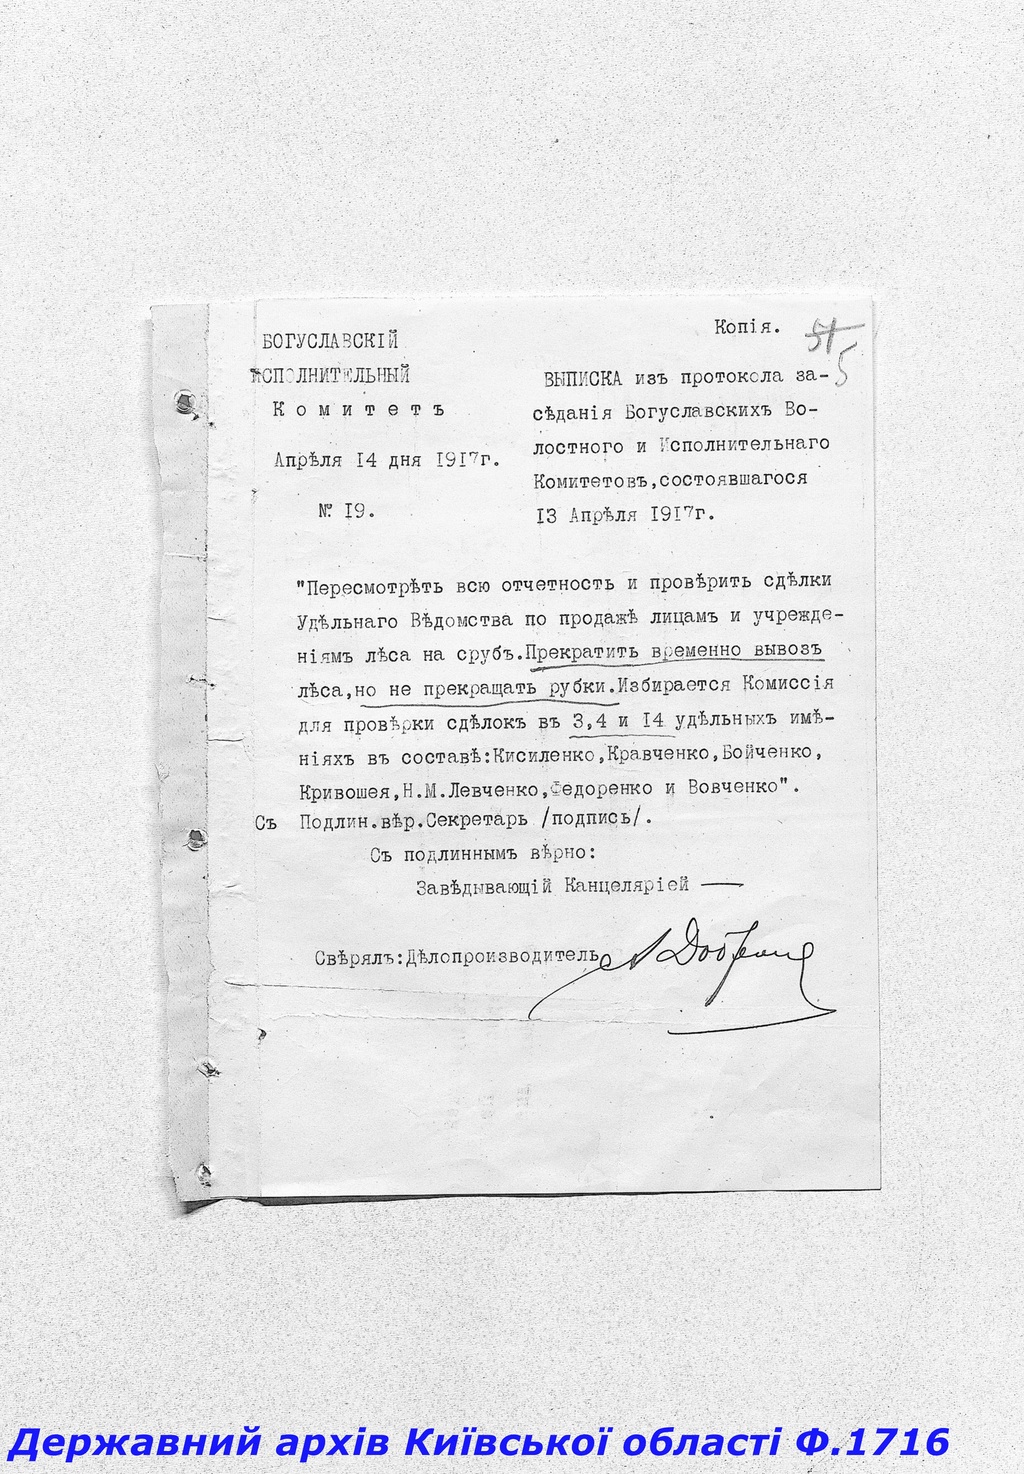 Копія.
51
5
БОГУСЛАВСКІЙ
ИСПОЛНИТЕЛЬНЫЙ
Комитетъ
Апрѣля 14 дня 1917г.
№ 19.
ВЫПИСКА изъ протокола за-
сѣданія Богуславскихъ Во-
лостного и Исполнительнаго
Комитетовъ,состоявшагося
13 Апрѣля 1917г.
"Пересмотрѣть всю отчетность и провѣрить сдѣлки
Удѣльнаго Вѣдомства по продажѣ лицамъ и учрежде-
ніямъ лѣса на срубъ.Прекратить временно вывозъ
лѣса,но не прекращать рубки.Избирается Комиссія
для провѣрки сдѣлокъ въ 3,4 и 14 удѣльныхъ имѣ-
ніяхъ въ составѣ:Кисиленко,Кравченко,Бойченко,
Кривошея,Н.М.Левченко,Федоренко и Вовченко".
Съ Подлин.вѣр.Секретарь /подпись/.
Съ подлиннымъ вѣрно:
Завѣдывающій Канцеляріей —
Свѣрялъ:Дѣлопроизводитель
Державний архів Київської області Ф.1716